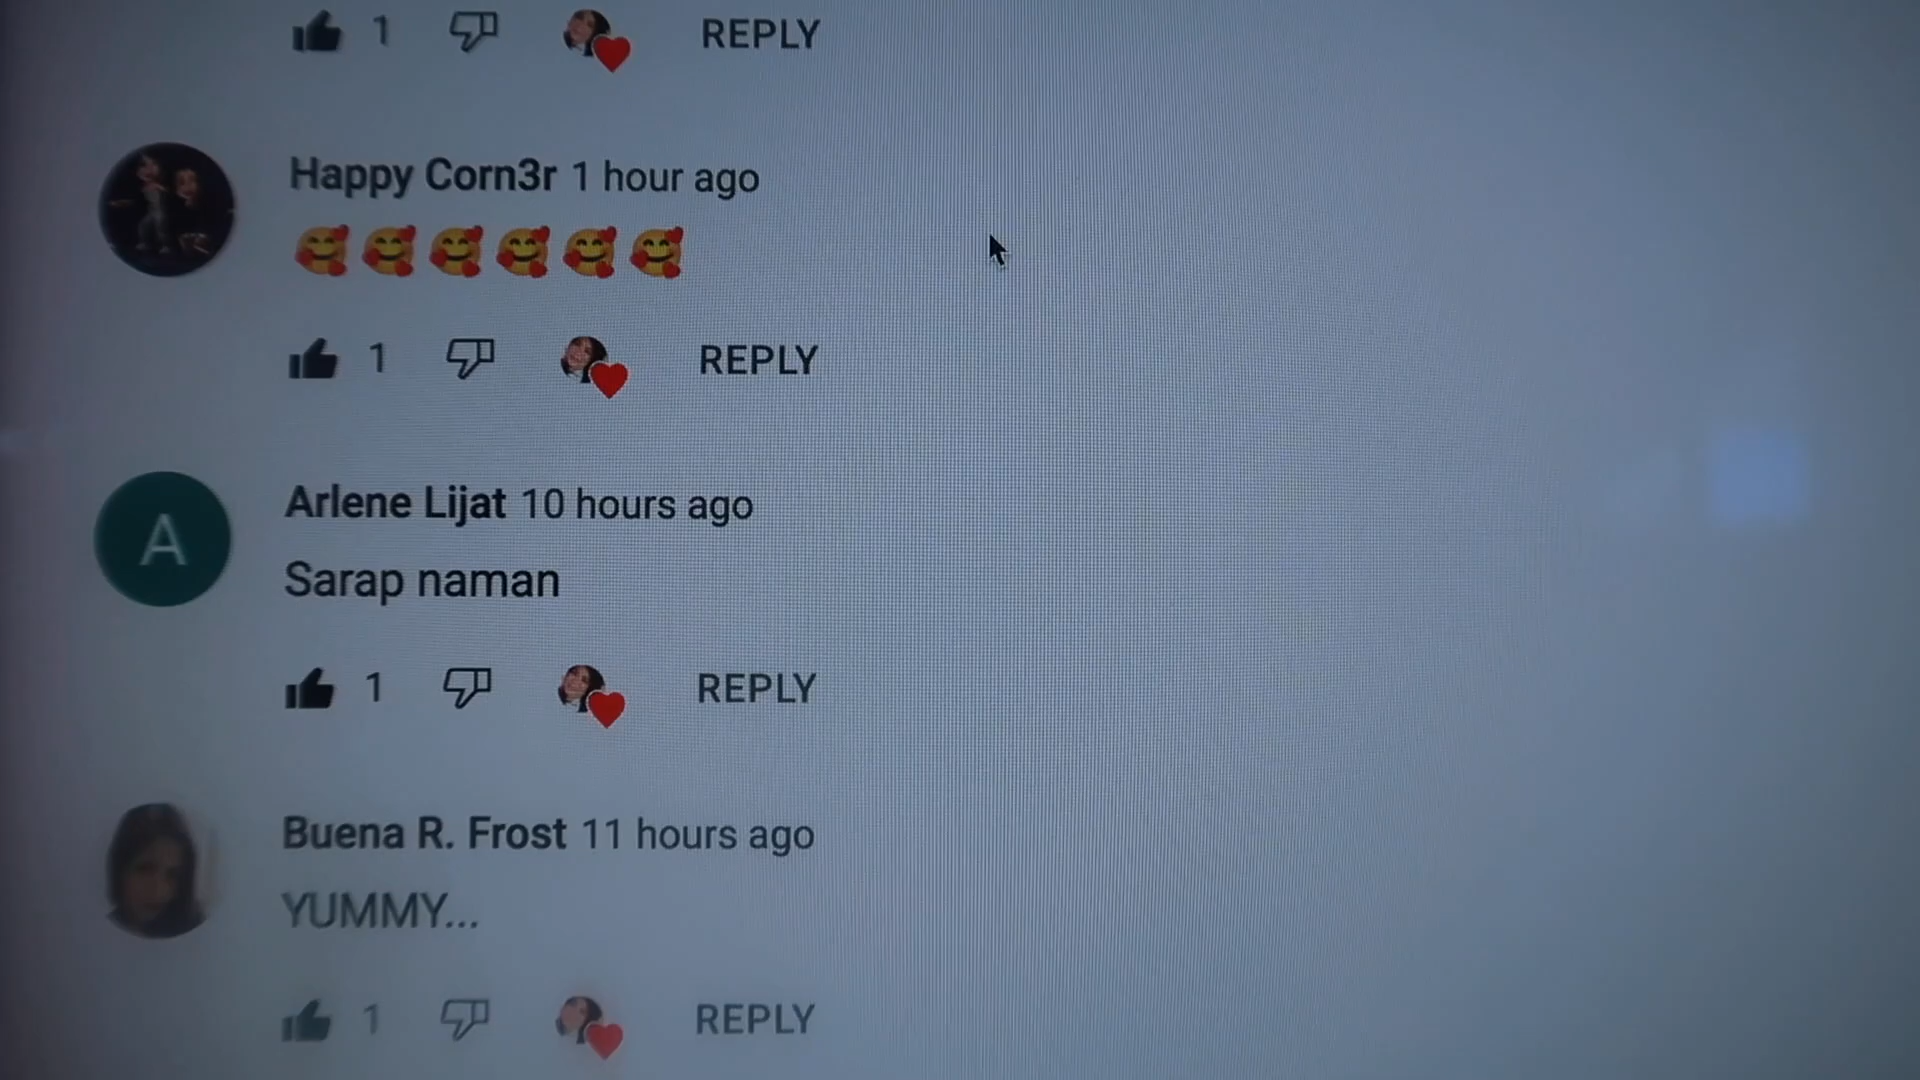 1 REPLY
Happy Corn3r 1 hour ago
🥰🥰🥰🥰🥰🥰
1 REPLY
A
Arlene Lijat 10 hours ago
Sarap naman
1 REPLY
Buena R. Frost 11 hours ago
YUMMY...
1 REPLY